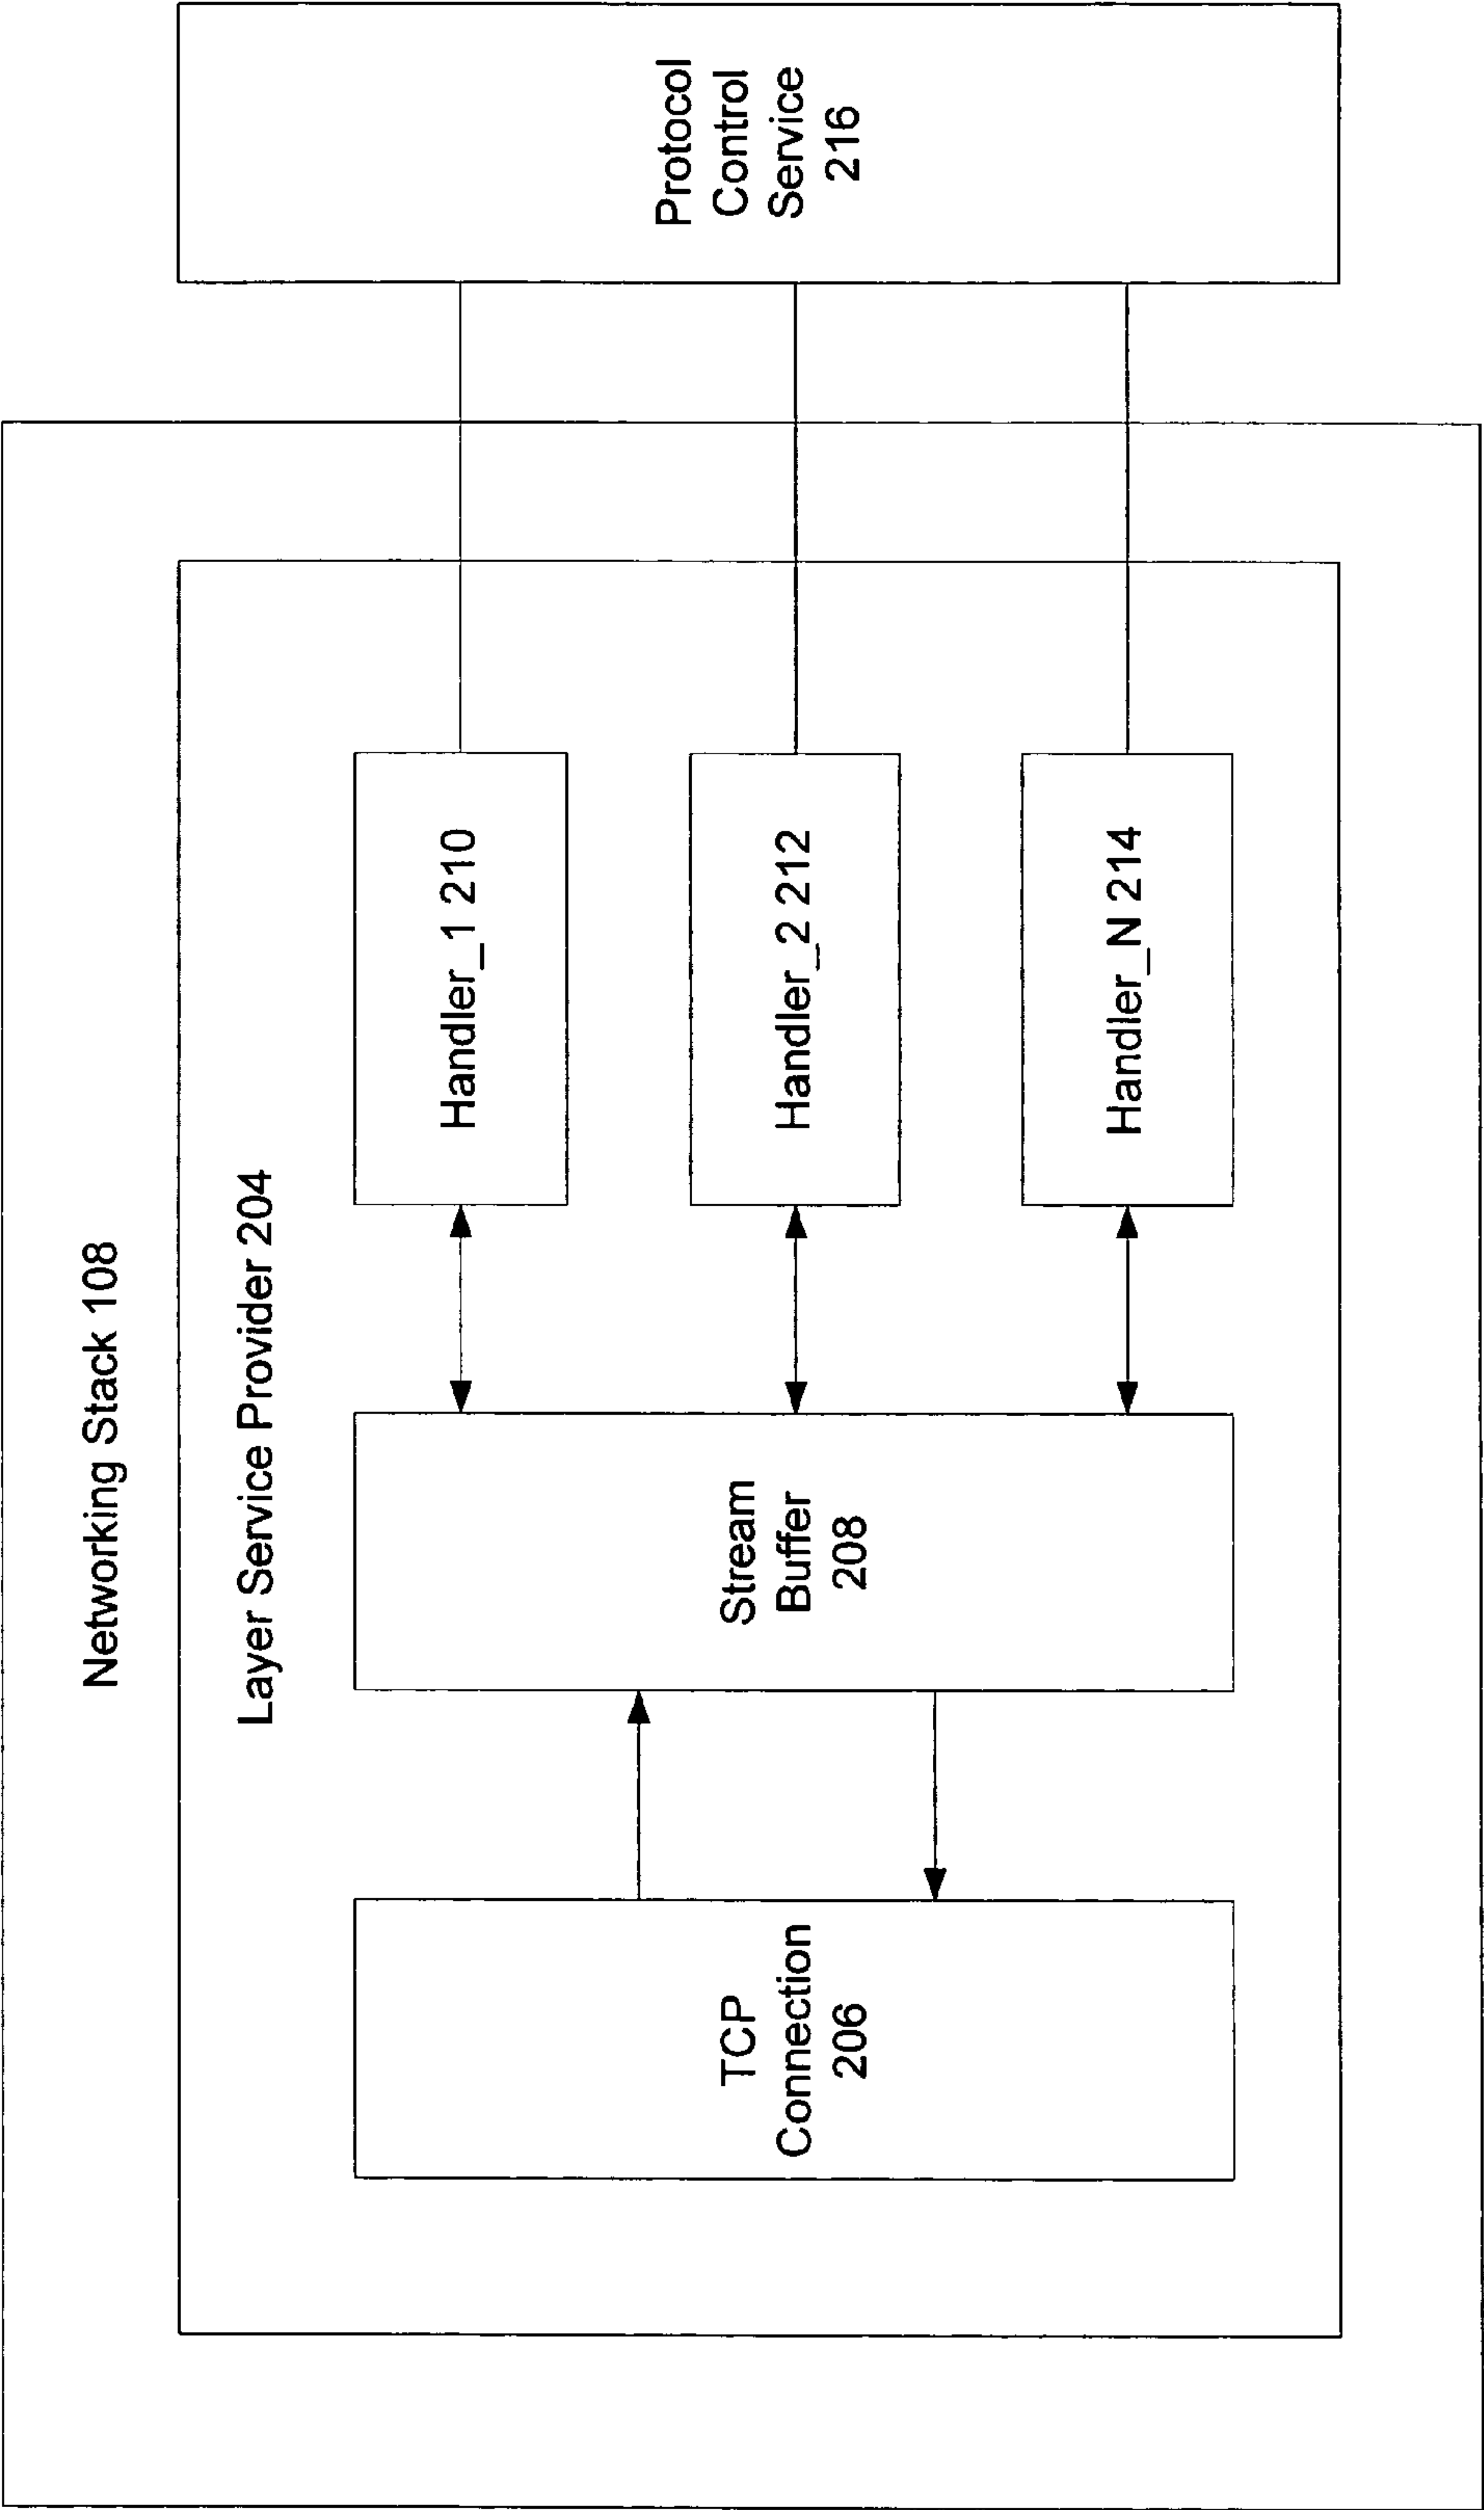 Networking Stack 108
Layer Service Provider 204
TCP
Connection
206
Stream
Buffer
208
Handler_1 210
Handler_2 212
Handler_N 214
Protocol
Control
Service
216